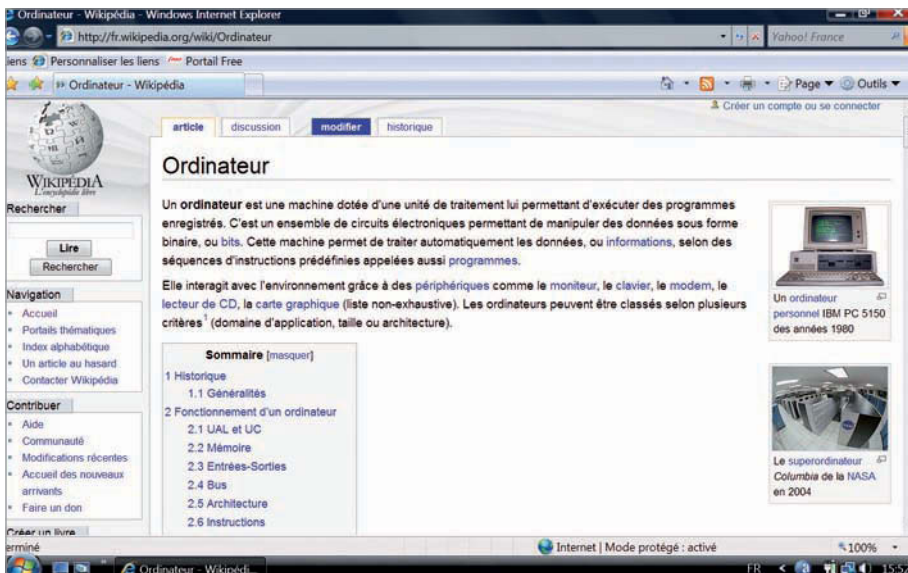 Ordinateur - Wikipédia - Windows Internet Explorer
http://fr.wikipedia.org/wiki/Ordinateur
Yahoo! France
iens Personnaliser les liens Portail Free
Ordinateur - Wikipédia
Page Outils
Créer un compte ou se connecter
article discussion modifier historique
WIKIPÉDIA
L'encyclopédie libre
Rechercher
Lire
Rechercher
Navigation
Accueil
Portails thématiques
Index alphabétique
Un article au hasard
Contacter Wikipédia
Contribuer
Aide
Communauté
Modifications récentes
Accueil des nouveaux
arrivants
Faire un don
Créer un livre
Ordinateur
Un ordinateur est une machine dotée d'une unité de traitement lui permettant d'exécuter des programmes
enregistrés. C'est un ensemble de circuits électroniques permettant de manipuler des données sous forme
binaire, ou bits. Cette machine permet de traiter automatiquement les données, ou informations, selon des
séquences d'instructions prédéfinies appelées aussi programmes.
Elle interagit avec l'environnement grâce à des périphériques comme le moniteur, le clavier, le modem, le
lecteur de CD, la carte graphique (liste non-exhaustive). Les ordinateurs peuvent être classés selon plusieurs
critères1 (domaine d'application, taille ou architecture).
Sommaire [masquer]
1 Historique
1.1 Généralités
2 Fonctionnement d'un ordinateur
2.1 UAL et UC
2.2 Mémoire
2.3 Entrées-Sorties
2.4 Bus
2.5 Architecture
2.6 Instructions
Un ordinateur
personnel IBM PC 5150
des années 1980
Le superordinateur
Columbia de la NASA
en 2004
erminé
Internet | Mode protégé : activé
100%
Ordinateur - Wikipédi...
FR
15:52